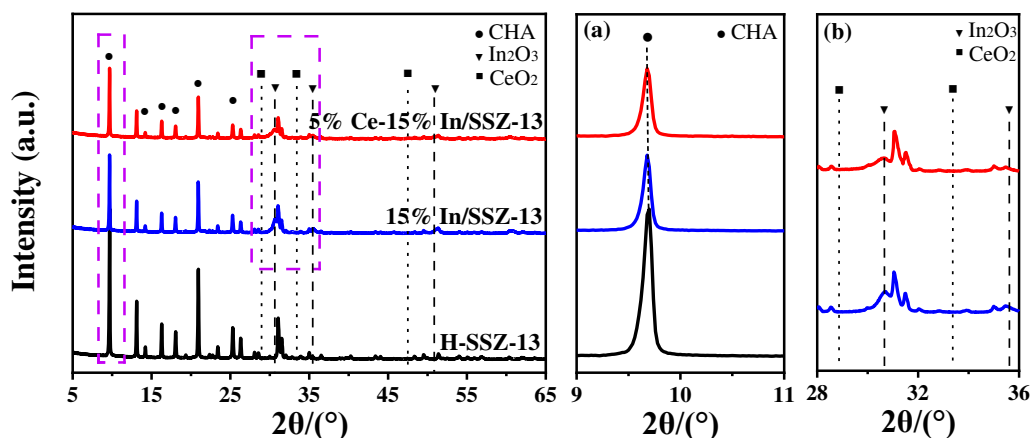 Intensity (a.u.)
CHA
In₂O₃
CeO₂
5% Ce-15% In/SSZ-13
15% In/SSZ-13
H-SSZ-13
5 15 25 35 45 55 65
2θ/(°)
(a)
CHA
9 10 11
2θ/(°)
(b)
In₂O₃
CeO₂
28 32 36
2θ/(°)